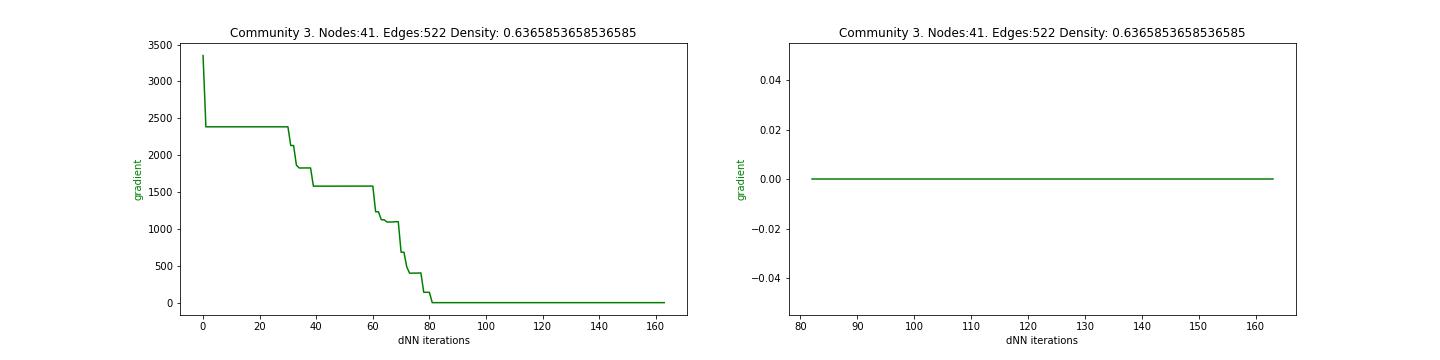 Community 3. Nodes:41. Edges:522 Density: 0.6365853658536585
3500
3000
2500
2000
1500
1000
500
0
gradient
0 20 40 60 80 100 120 140 160
dNN iterations
Community 3. Nodes:41. Edges:522 Density: 0.6365853658536585
0.04
0.02
0.00
−0.02
−0.04
gradient
80 90 100 110 120 130 140 150 160
dNN iterations